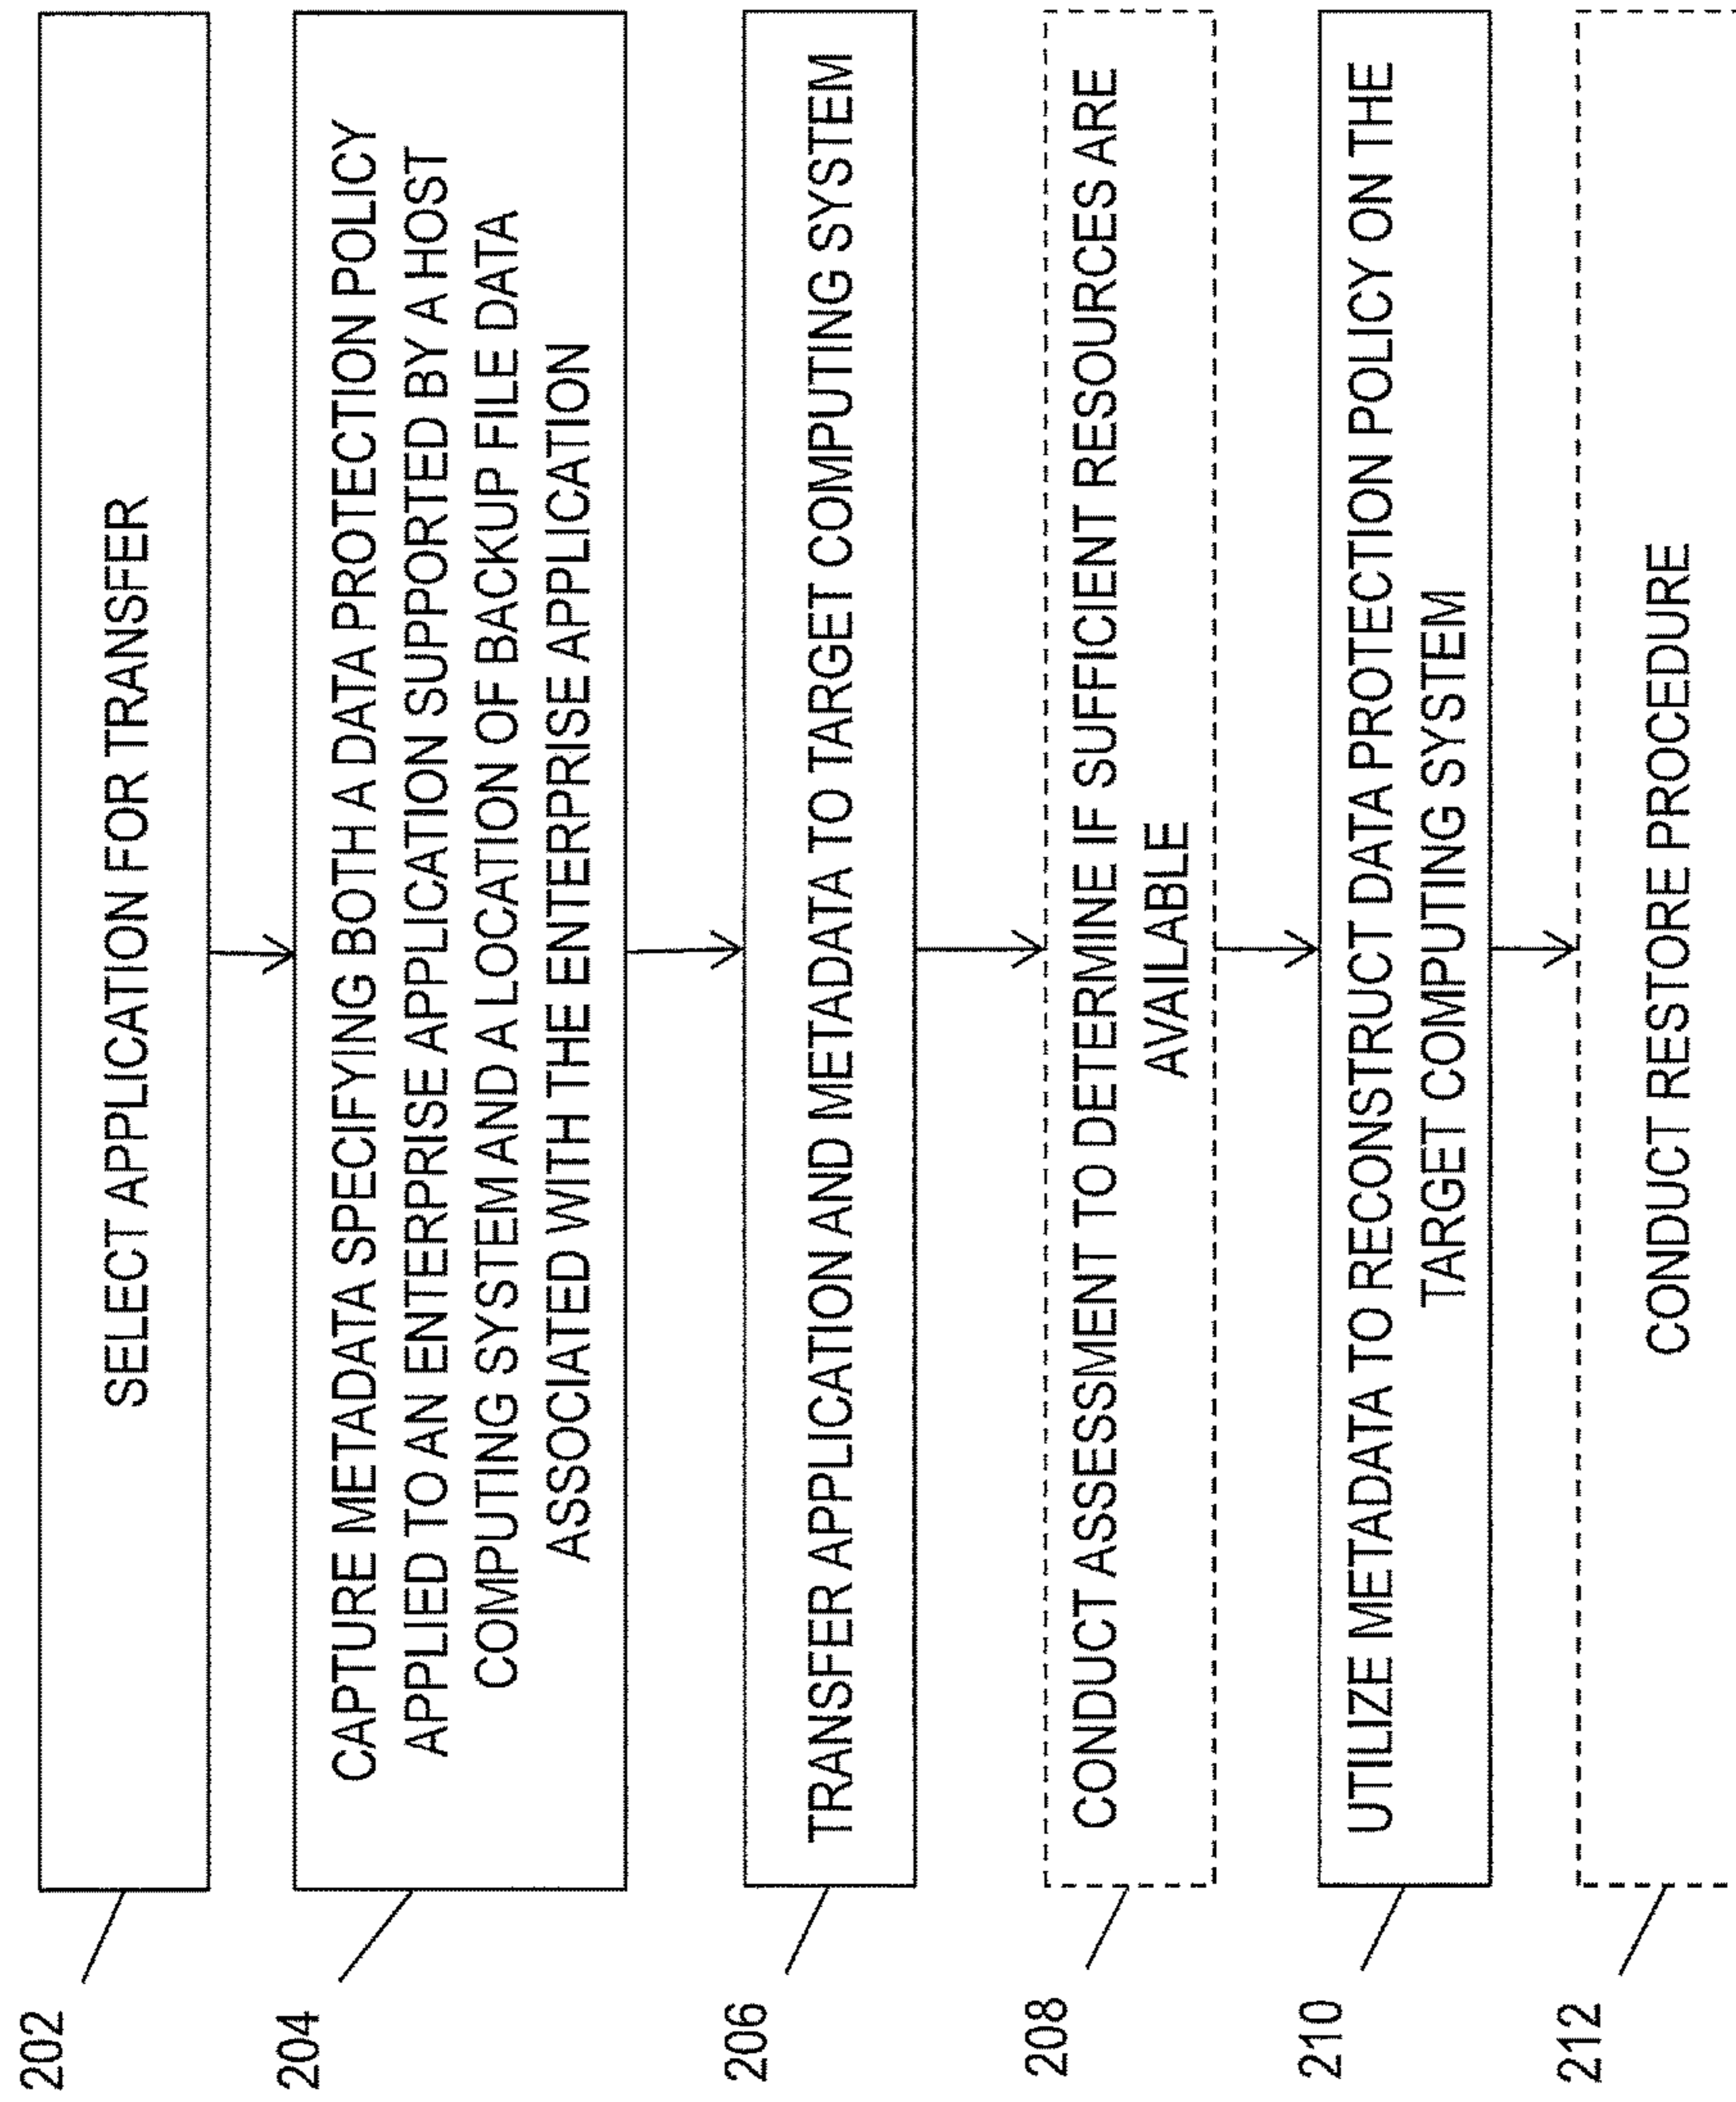 202
SELECT APPLICATION FOR TRANSFER
204
CAPTURE METADATA SPECIFYING BOTH A DATA PROTECTION POLICY
APPLIED TO AN ENTERPRISE APPLICATION SUPPORTED BY A HOST
COMPUTING SYSTEM AND A LOCATION OF BACKUP FILE DATA
ASSOCIATED WITH THE ENTERPRISE APPLICATION
206
TRANSFER APPLICATION AND METADATA TO TARGET COMPUTING SYSTEM
208
CONDUCT ASSESSMENT TO DETERMINE IF SUFFICIENT RESOURCES ARE
AVAILABLE
210
UTILIZE METADATA TO RECONSTRUCT DATA PROTECTION POLICY ON THE
TARGET COMPUTING SYSTEM
212
CONDUCT RESTORE PROCEDURE